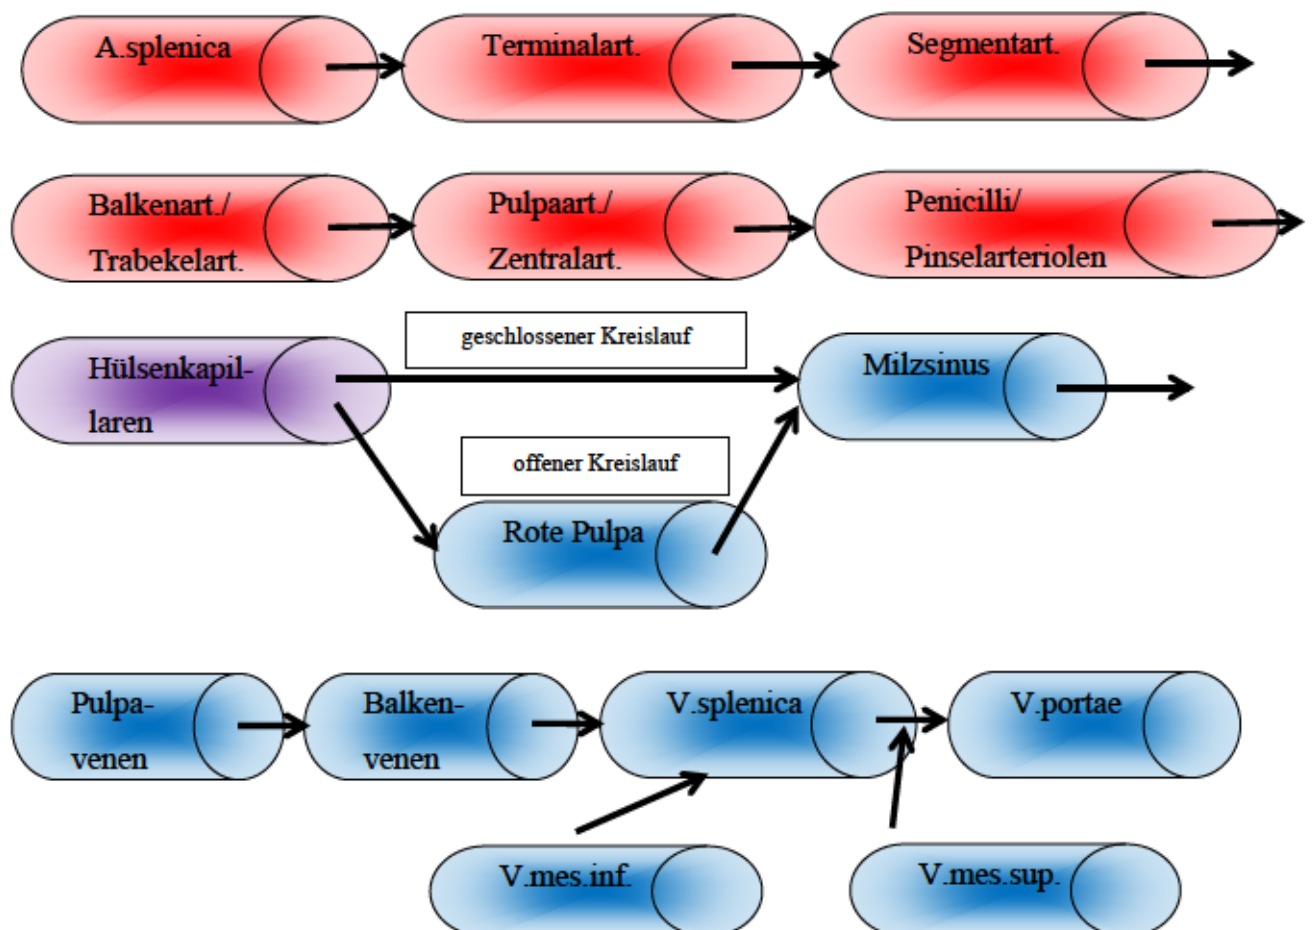 A.splenica
Terminalart.
Segmentart.
Balkenart./
Trabekelart.
Pulpaart./
Zentralart.
Penicilli/
Pinselarteriolen
Hülsenkapil-
laren
geschlossener Kreislauf
Milzsinus
offener Kreislauf
Rote Pulpa
Pulpa-
venen
Balken-
venen
V.splenica
V.portae
V.mes.inf.
V.mes.sup.